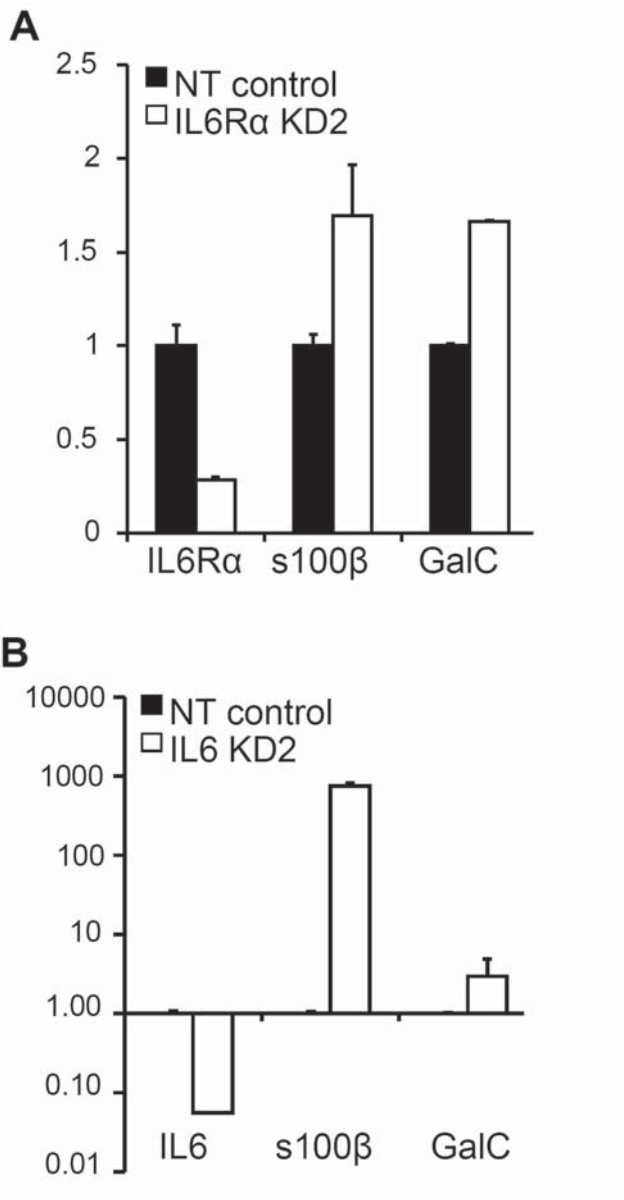 A
2.5
2
1.5
1
0.5
0
NT control
IL6Rα KD2
IL6Rα s100β GalC
B
10000
1000
100
10
1.00
0.10
0.01
NT control
IL6 KD2
IL6 s100β GalC